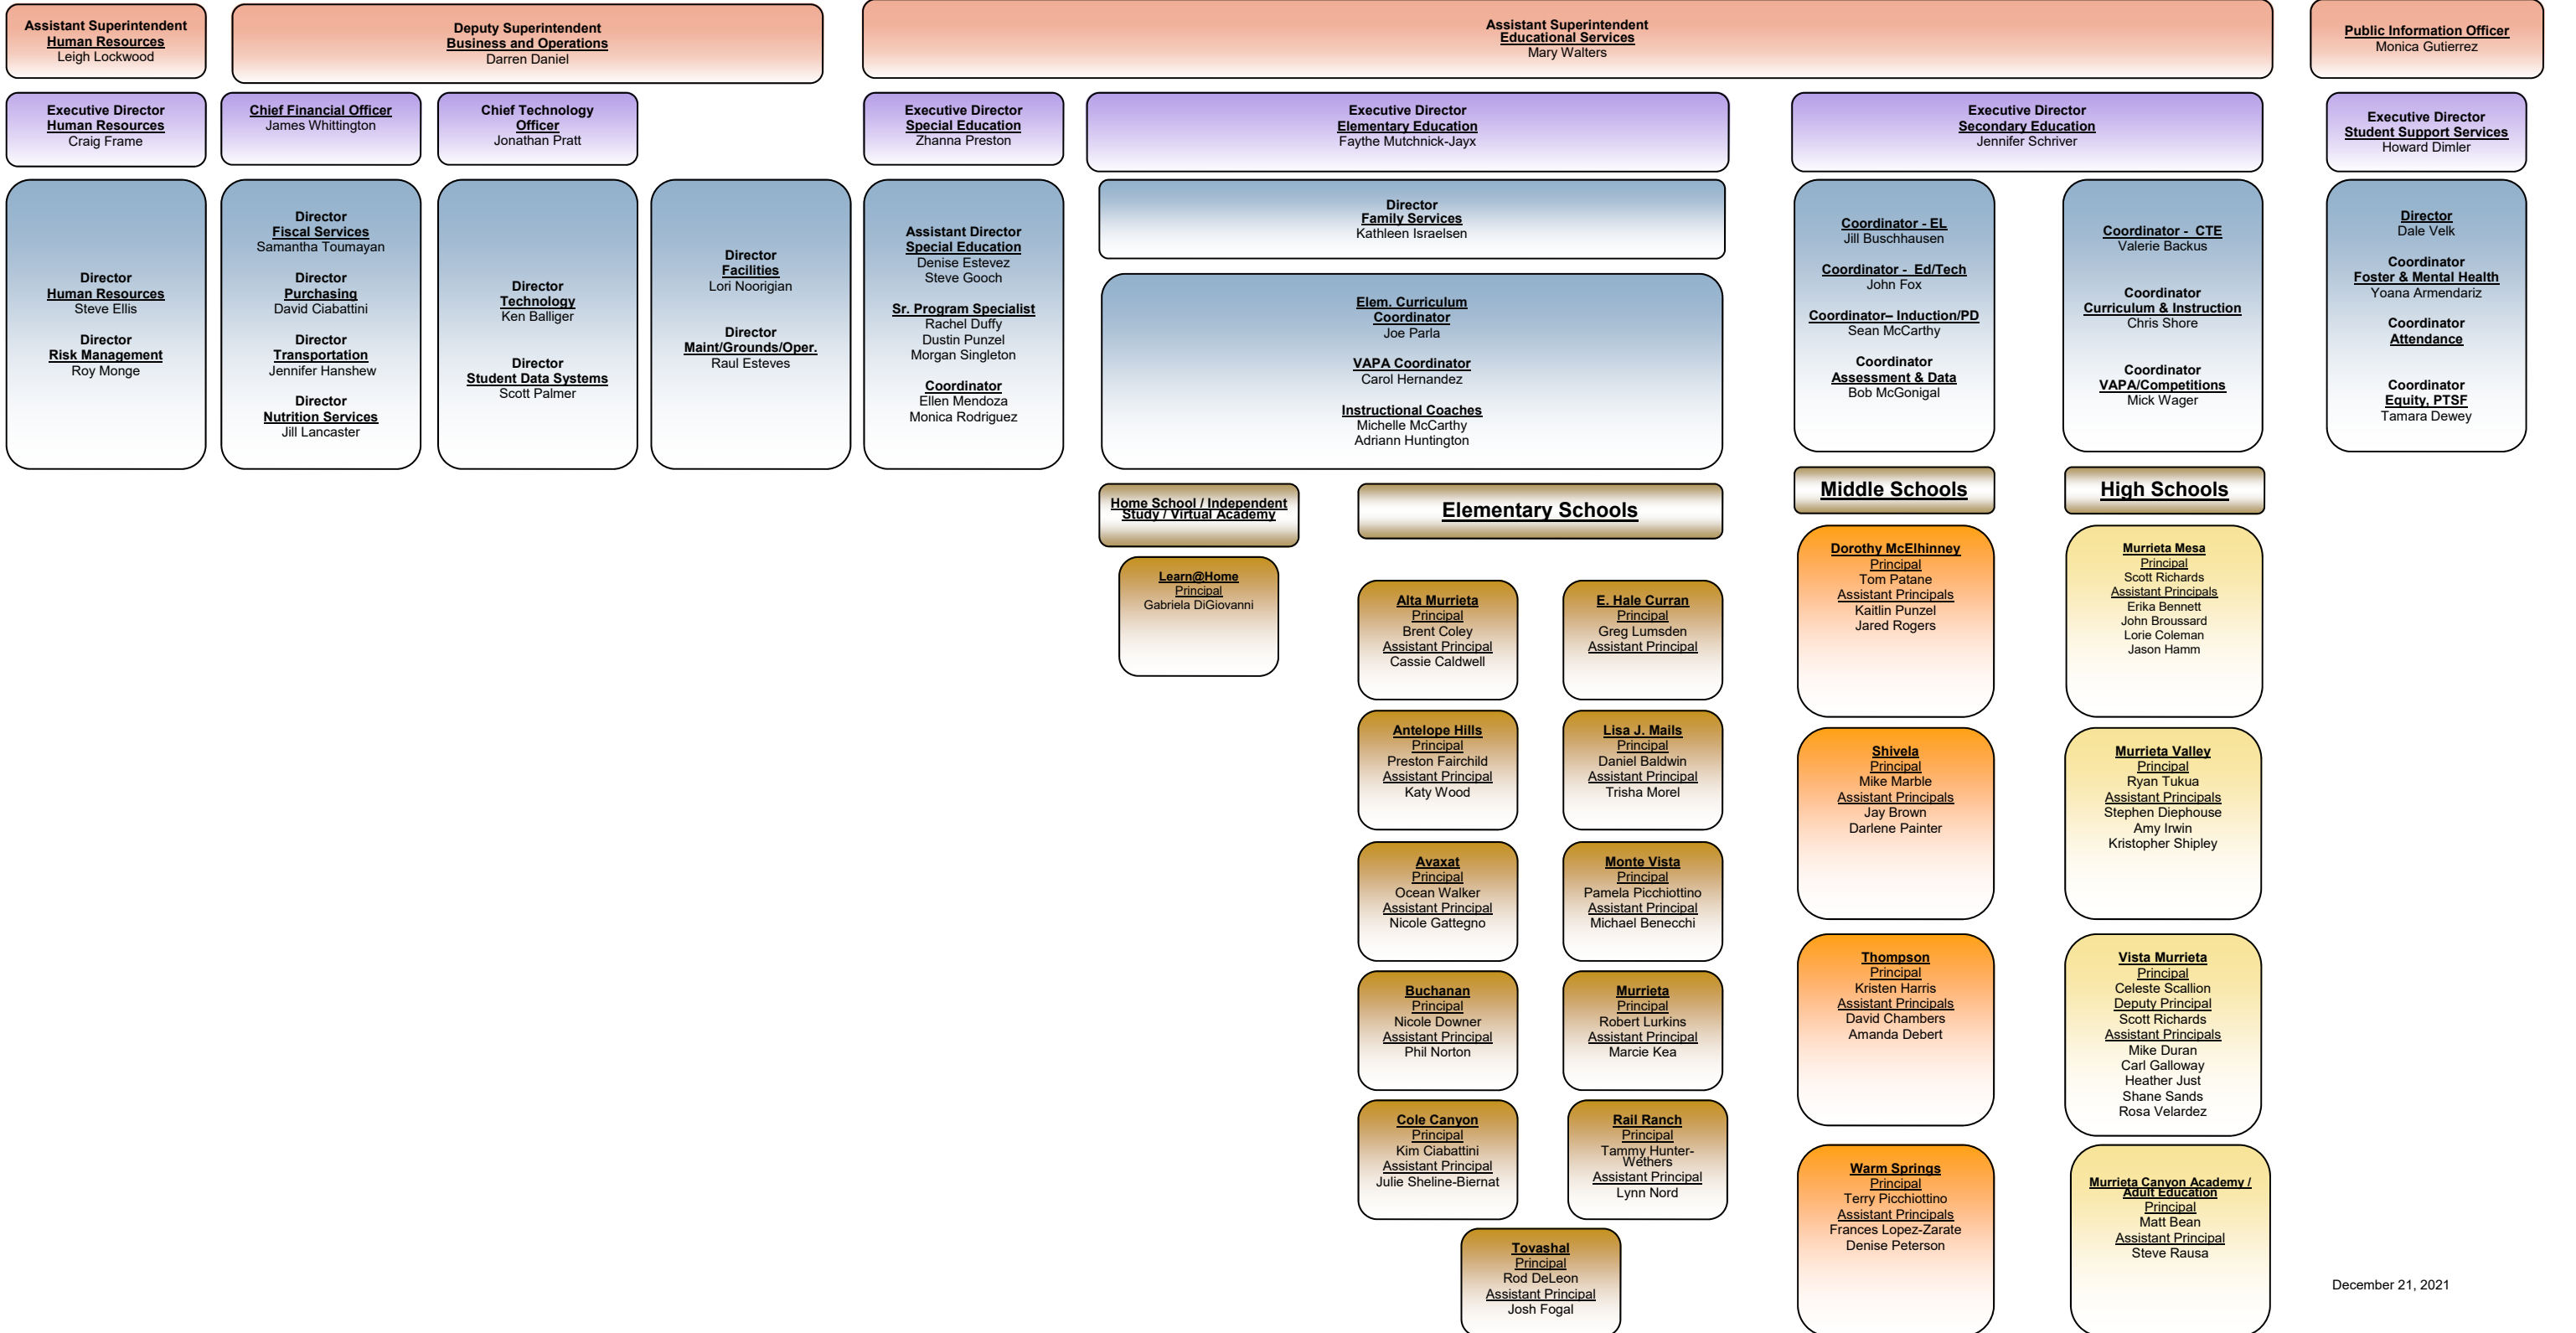 Assistant Superintendent
Human Resources
Leigh Lockwood
Deputy Superintendent
Business and Operations
Darren Daniel
Assistant Superintendent
Educational Services
Mary Walters
Public Information Officer
Monica Gutierrez
Executive Director
Human Resources
Craig Frame
Chief Financial Officer
James Whittington
Chief Technology
Officer
Jonathan Pratt
Executive Director
Special Education
Zhanna Preston
Executive Director
Elementary Education
Faythe Mutchnick-Jayx
Executive Director
Secondary Education
Jennifer Schriver
Executive Director
Student Support Services
Howard Dimler
Director
Human Resources
Steve Ellis
Director
Risk Management
Roy Monge
Director
Fiscal Services
Samantha Toumayan
Director
Purchasing
David Ciabattini
Director
Transportation
Jennifer Hanshew
Director
Nutrition Services
Jill Lancaster
Director
Technology
Ken Balliger
Director
Student Data Systems
Scott Palmer
Director
Facilities
Lori Noorigian
Director
Maint/Grounds/Oper.
Raul Esteves
Assistant Director
Special Education
Denise Estevez
Steve Gooch
Sr. Program Specialist
Rachel Duffy
Dustin Punzel
Morgan Singleton
Coordinator
Ellen Mendoza
Monica Rodriguez
Director
Family Services
Kathleen Israelsen
Elem. Curriculum
Coordinator
Joe Parla
VAPA Coordinator
Carol Hernandez
Instructional Coaches
Michelle McCarthy
Adriann Huntington
Coordinator - EL
Jill Buschhausen
Coordinator - Ed/Tech
John Fox
Coordinator– Induction/PD
Sean McCarthy
Coordinator
Assessment & Data
Bob McGonigal
Coordinator - CTE
Valerie Backus
Coordinator
Curriculum & Instruction
Chris Shore
Coordinator
VAPA/Competitions
Mick Wager
Director
Dale Velk
Coordinator
Foster & Mental Health
Yoana Armendariz
Coordinator
Attendance
Coordinator
Equity, PTSF
Tamara Dewey
Home School / Independent
Study / Virtual Academy
Learn@Home
Principal
Gabriela DiGiovanni
Elementary Schools
Alta Murrieta
Principal
Brent Coley
Assistant Principal
Cassie Caldwell
E. Hale Curran
Principal
Greg Lumsden
Assistant Principal
Antelope Hills
Principal
Preston Fairchild
Assistant Principal
Katy Wood
Lisa J. Mails
Principal
Daniel Baldwin
Assistant Principal
Trisha Morel
Avaxat
Principal
Ocean Walker
Assistant Principal
Nicole Gattegno
Monte Vista
Principal
Pamela Picchiottino
Assistant Principal
Michael Benecchi
Buchanan
Principal
Nicole Downer
Assistant Principal
Phil Norton
Murrieta
Principal
Robert Lurkins
Assistant Principal
Marcie Kea
Cole Canyon
Principal
Kim Ciabattini
Assistant Principal
Julie Sheline-Biernat
Rail Ranch
Principal
Tammy Hunter-
Wethers
Assistant Principal
Lynn Nord
Tovashal
Principal
Rod DeLeon
Assistant Principal
Josh Fogal
Middle Schools
Dorothy McElhinney
Principal
Tom Patane
Assistant Principals
Kaitlin Punzel
Jared Rogers
Shivela
Principal
Mike Marble
Assistant Principals
Jay Brown
Darlene Painter
Thompson
Principal
Kristen Harris
Assistant Principals
David Chambers
Amanda Debert
Warm Springs
Principal
Terry Picchiottino
Assistant Principals
Frances Lopez-Zarate
Denise Peterson
High Schools
Murrieta Mesa
Principal
Scott Richards
Assistant Principals
Erika Bennett
John Broussard
Lorie Coleman
Jason Hamm
Murrieta Valley
Principal
Ryan Tukua
Assistant Principals
Stephen Diephouse
Amy Irwin
Kristopher Shipley
Vista Murrieta
Principal
Celeste Scallion
Deputy Principal
Scott Richards
Assistant Principals
Mike Duran
Carl Galloway
Heather Just
Shane Sands
Rosa Velardez
Murrieta Canyon Academy /
Adult Education
Principal
Matt Bean
Assistant Principal
Steve Rausa
December 21, 2021